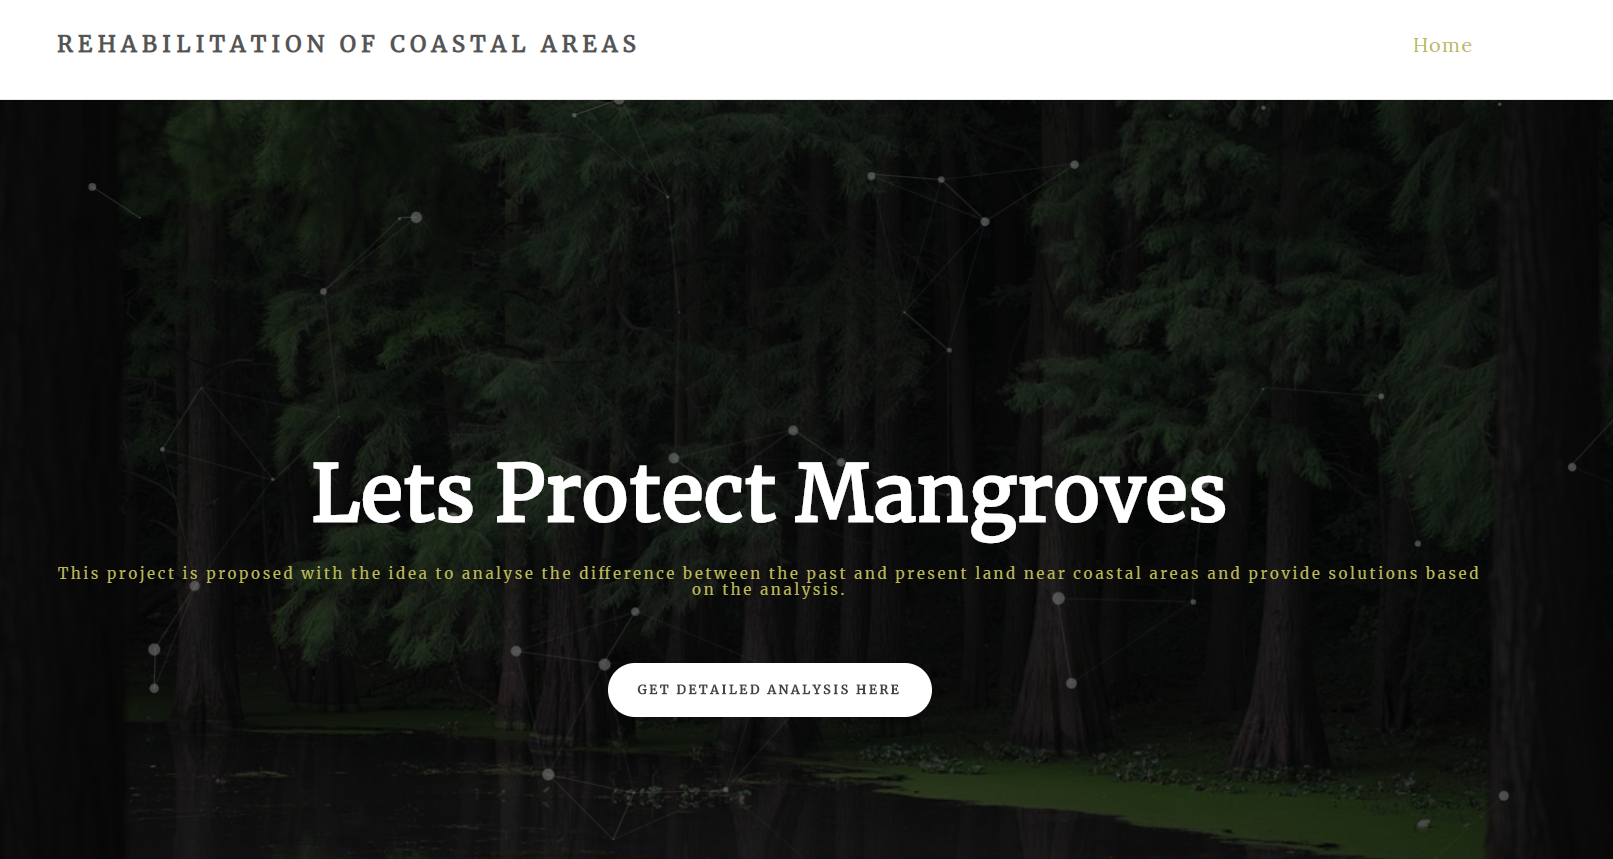 REHABILITATION OF COASTAL AREAS
Home
Lets Protect Mangroves
This project is proposed with the idea to analyse the difference between the past and present land near coastal areas and provide solutions based
on the analysis.
GET DETAILED ANALYSIS HERE